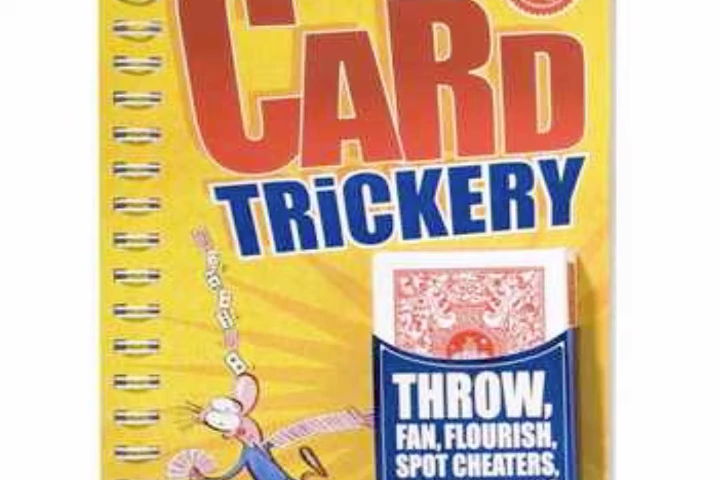 CARD
TRiCKERY
THROW,
FAN, FLOURISH,
SPOT CHEATERS,